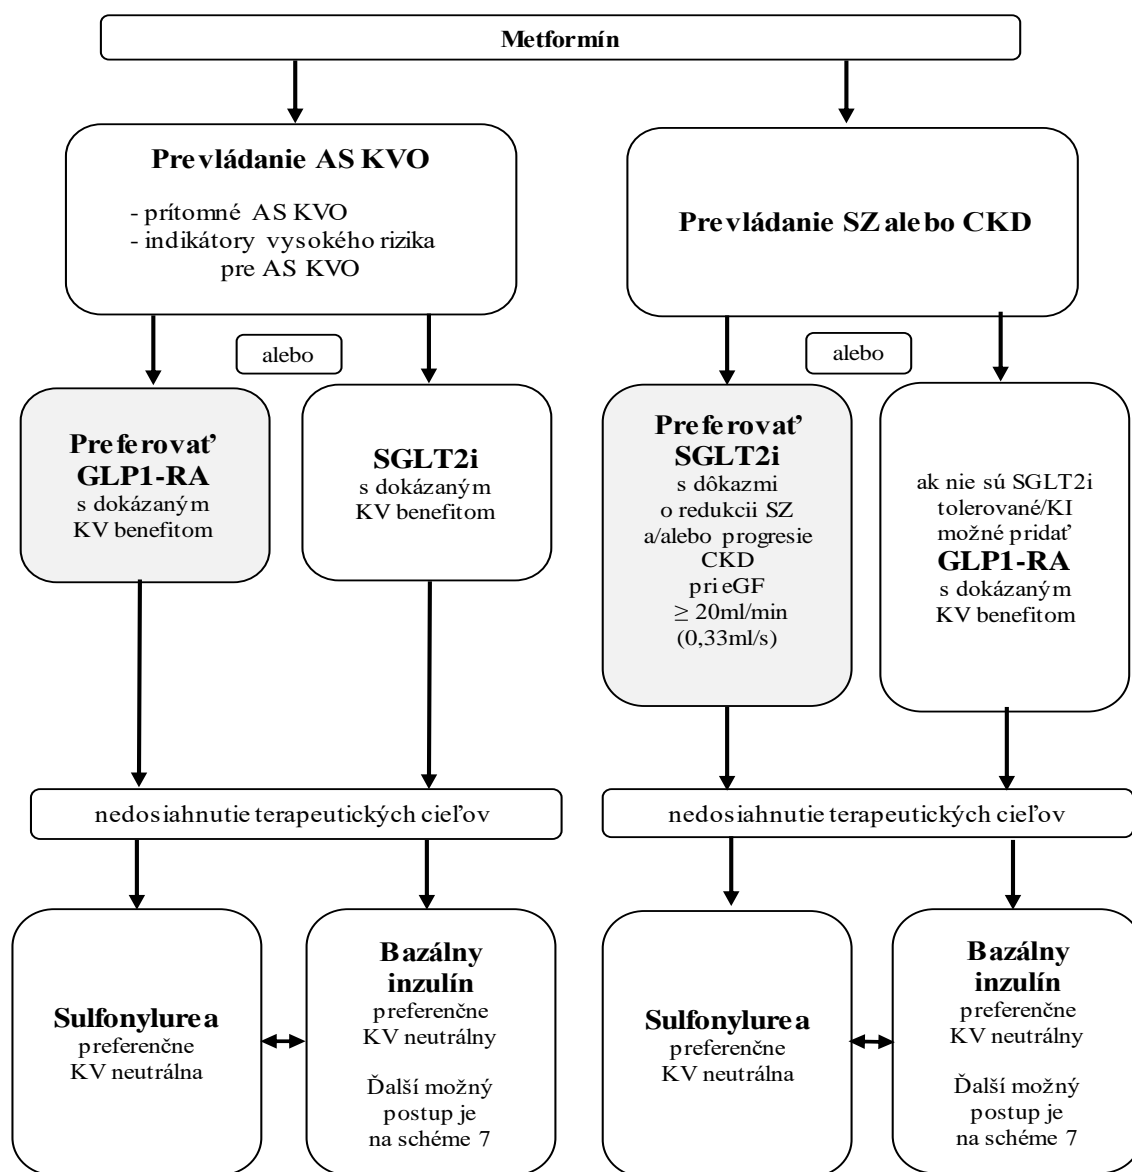 Metformín
Prevládanie AS KVO
- prítomné AS KVO
- indikátory vysokého rizika
pre AS KVO
Prevládanie SZ alebo CKD
alebo
alebo
Preferovať
GLP1-RA
s dokázaným
KV benefitom
SGLT2i
s dokázaným
KV benefitom
Preferovať
SGLT2i
s dôkazmi
o redukcii SZ
a/alebo progresie
CKD
pri eGF
≥ 20ml/min
(0,33ml/s)
ak nie sú SGLT2i
tolerované/KI
možné pridať
GLP1-RA
s dokázaným
KV benefitom
nedosiahnutie terapeutických cieľov
nedosiahnutie terapeutických cieľov
Sulfonylurea
preferenčne
KV neutrálna
Bazálny
inzulín
preferenčne
KV neutrálny
Ďalší možný
postup je
na schéme 7
Sulfonylurea
preferenčne
KV neutrálna
Bazálny
inzulín
preferenčne
KV neutrálny
Ďalší možný
postup je
na schéme 7